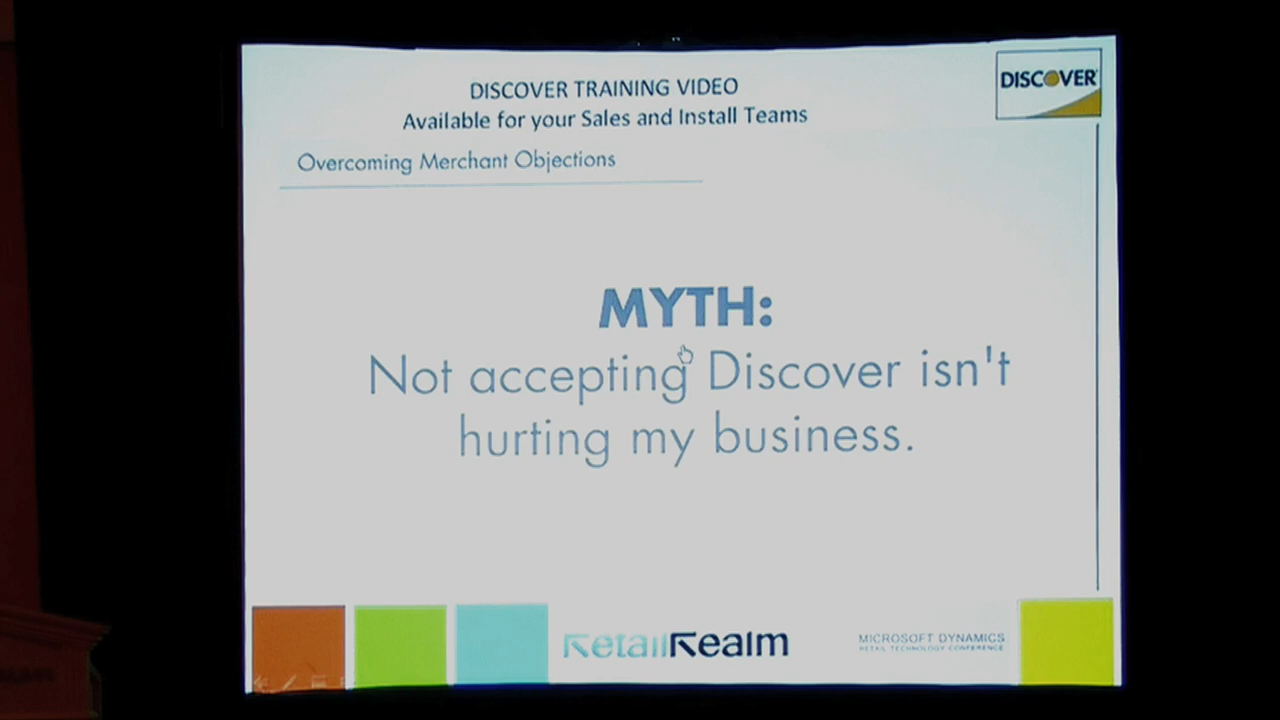 DISCOVER TRAINING VIDEO
Available for your Sales and Install Teams
DISCOVER
Overcoming Merchant Objections
MYTH:
Not accepting Discover isn't
hurting my business.
RetailRealm
MICROSOFT DYNAMICS
RETAIL TECHNOLOGY CONFERENCE